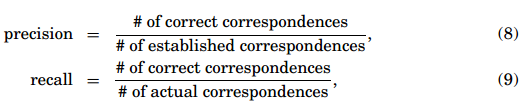 precision = # of correct correspondences / # of established correspondences, (8)
recall = # of correct correspondences / # of actual correspondences, (9)